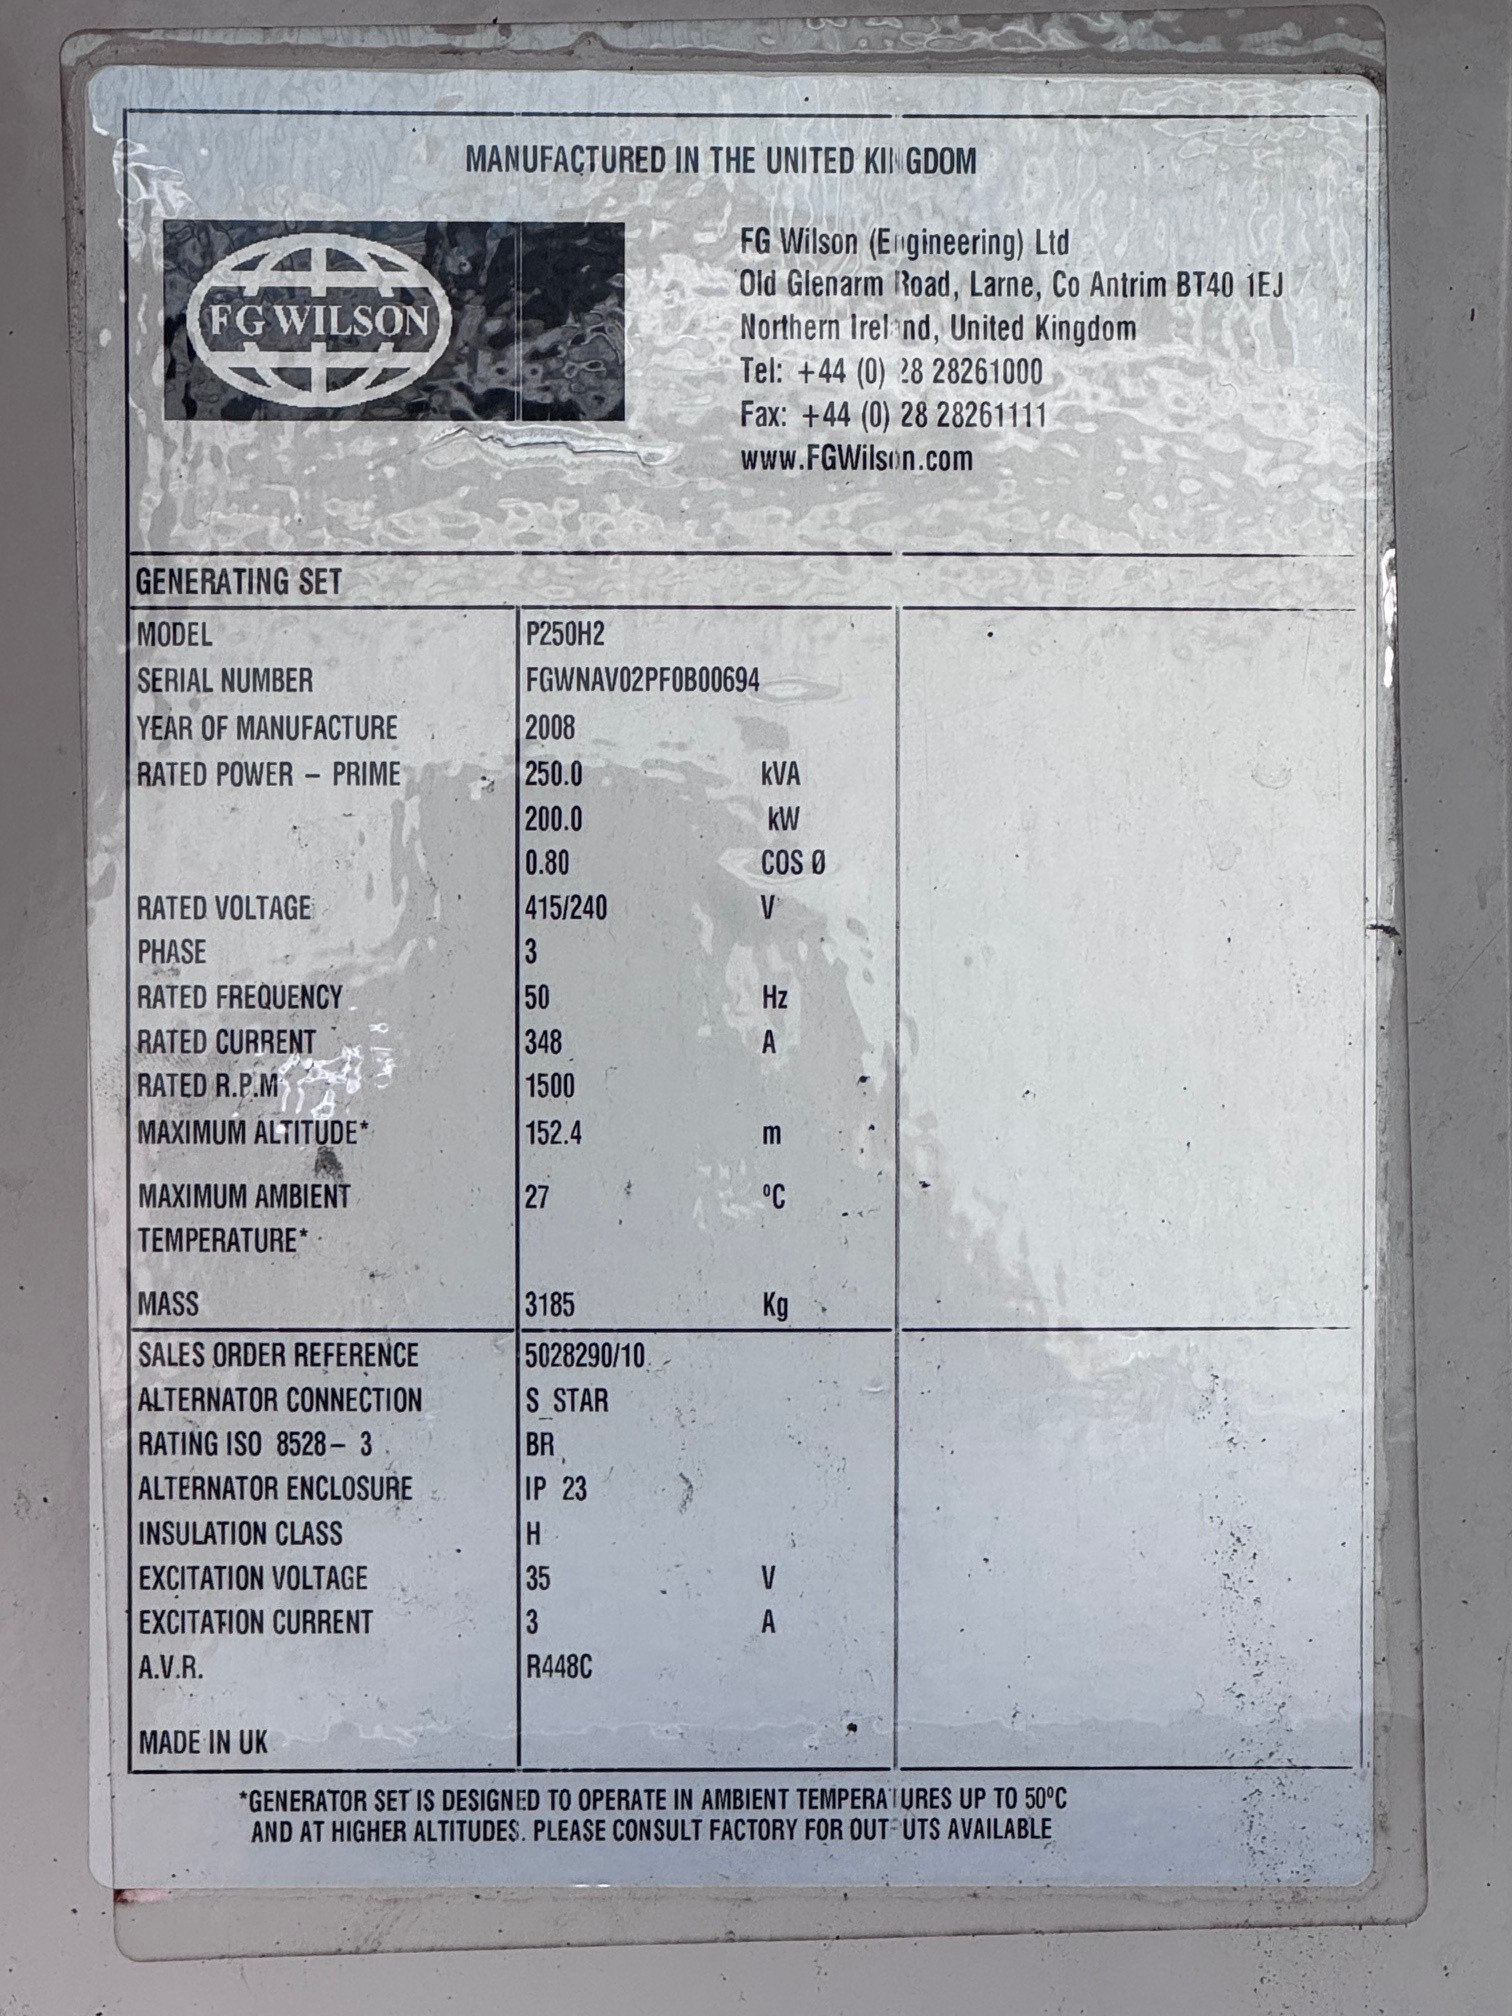 MANUFACTURED IN THE UNITED KINGDOM
FG WILSON
FG Wilson (Engineering) Ltd
Old Glenarm Road, Larne, Co Antrim BT40 1EJ
Northern Ireland, United Kingdom
Tel: +44 (0) 28 28261000
Fax: +44 (0) 28 28261111
www.FGWilson.com
GENERATING SET
MODEL P250H2
SERIAL NUMBER FGWNAV02PF0B00694
YEAR OF MANUFACTURE 2008
RATED POWER – PRIME 250.0 kVA
200.0 kW
0.80 COS Ø
RATED VOLTAGE 415/240 V
PHASE 3
RATED FREQUENCY 50 Hz
RATED CURRENT 348 A
RATED R.P.M 1500
MAXIMUM ALTITUDE* 152.4 m
MAXIMUM AMBIENT 27 ºC
TEMPERATURE*
MASS 3185 Kg
SALES ORDER REFERENCE 5028290/10
ALTERNATOR CONNECTION S_STAR
RATING ISO 8528– 3 BR
ALTERNATOR ENCLOSURE IP 23
INSULATION CLASS H
EXCITATION VOLTAGE 35 V
EXCITATION CURRENT 3 A
A.V.R. R448C
MADE IN UK
*GENERATOR SET IS DESIGNED TO OPERATE IN AMBIENT TEMPERATURES UP TO 50ºC
AND AT HIGHER ALTITUDES. PLEASE CONSULT FACTORY FOR OUTPUTS AVAILABLE